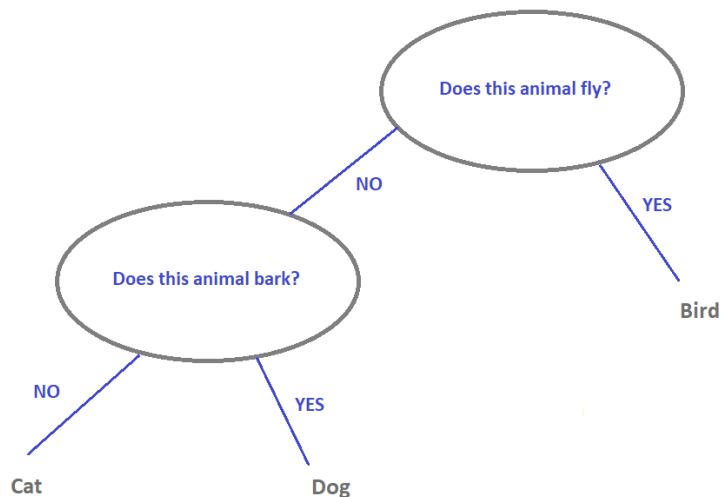 Does this animal fly?
NO
YES
Does this animal bark?
Bird
NO
YES
Cat
Dog